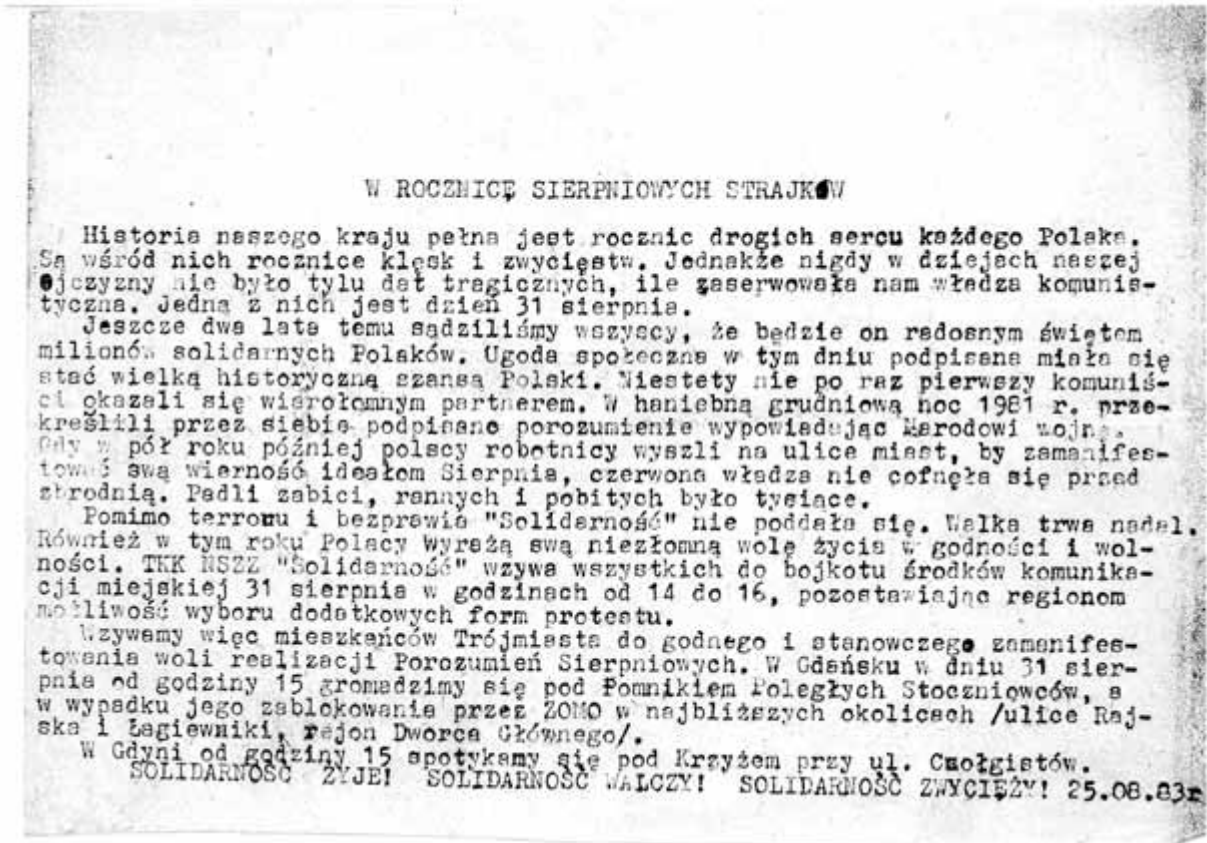 W ROCZNICĘ SIERPNIOWYCH STRAJKÓW
Historia naszego kraju pełna jest rocznic drogich sercu każdego Polaka.
Są wśród nich rocznice klęsk i zwycięstw. Jednakże nigdy w dziejach naszej
Ojczyzny nie było tylu dat tragicznych, ile zaserwowała nam władza komunis-
tyczna. Jedną z nich jest dzień 31 sierpnia.
Jeszcze dwa lata temu sądziliśmy wszyscy, że będzie on radosnym świętem
milionów solidarnych Polaków. Ugoda społeczna w tym dniu podpisana miała się
stać wielką historyczną szansą Polski. Niestety nie po raz pierwszy komuniś-
ci okazali się wiarołomnym partnerem. W haniebną grudniową noc 1981 r. prze-
kreślili przez siebie podpisane porozumienie wypowiadając Narodowi wojnę.
Gdy w pół roku później polscy robotnicy wyszli na ulice miast, by zamanifes-
tować swą wierność ideałom Sierpnia, czerwona władza nie cofnęła się przed
zbrodnią. Padli zabici, rannych i pobitych było tysiące.
Pomimo terroru i bezprawia "Solidarność" nie poddała się. Walka trwa nadal.
Również w tym roku Polacy wyrażą swą niezłomną wolę życia w godności i wol-
ności. TKK NSZZ "Solidarność" wzywa wszystkich do bojkotu środków komunika-
cji miejskiej 31 sierpnia w godzinach od 14 do 16, pozostawiając regionom
możliwość wyboru dodatkowych form protestu.
Wzywamy więc mieszkańców Trójmiasta do godnego i stanowczego zamanifes-
towania woli realizacji Porozumień Sierpniowych. W Gdańsku w dniu 31 sier-
pnia od godziny 15 gromadzimy się pod Pomnikiem Poległych Stoczniowców, a
w wypadku jego zablokowania przez ZOMO w najbliższych okolicach /ulice Raj-
ska i Łagiewniki, rejon Dworca Głównego/.
W Gdyni od godziny 15 spotykamy się pod Krzyżem przy ul. Czołgistów.
SOLIDARNOŚĆ ŻYJE! SOLIDARNOŚĆ WALCZY! SOLIDARNOŚĆ ZWYCIĘŻY! 25.08.83r